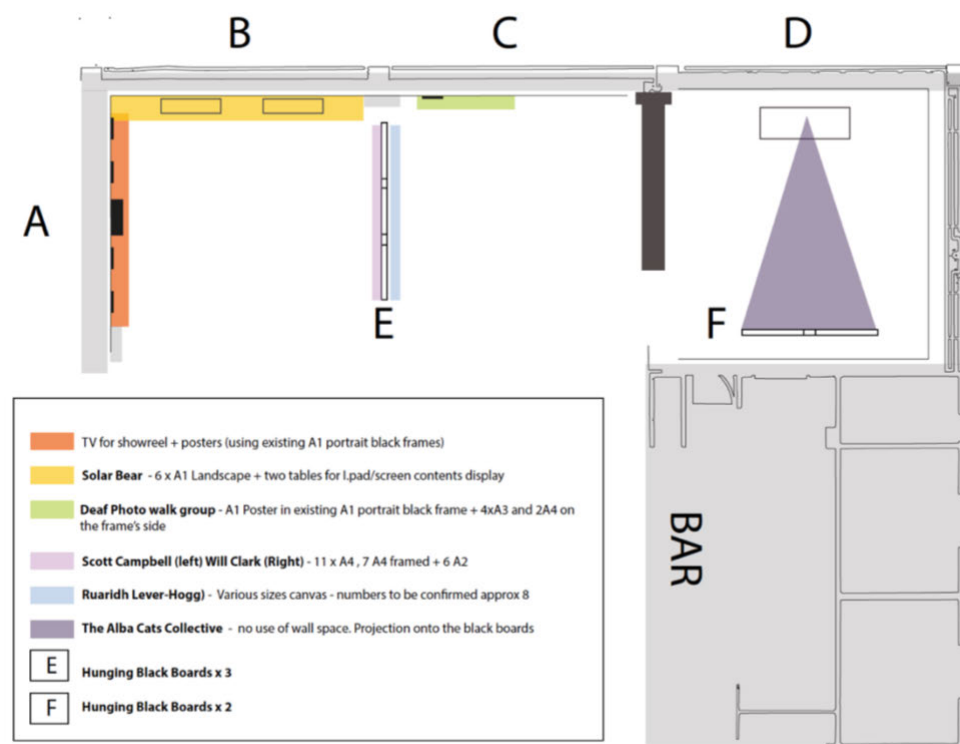 B
C
D
A
E
F
TV for showreel + posters (using existing A1 portrait black frames)
Solar Bear - 6 x A1 Landscape + two tables for I.pad/screen contents display
Deaf Photo walk group - A1 Poster in existing A1 portrait black frame + 4xA3 and 2A4 on
the frame's side
Scott Campbell (left) Will Clark (Right) - 11 x A4 , 7 A4 framed + 6 A2
Ruaridh Lever-Hogg) - Various sizes canvas - numbers to be confirmed approx 8
The Alba Cats Collective - no use of wall space. Projection onto the black boards
E
Hunging Black Boards x 3
F
Hunging Black Boards x 2
BAR